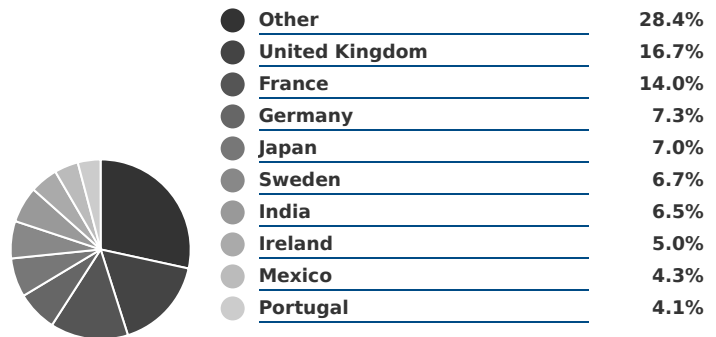 Other 28.4%
United Kingdom 16.7%
France 14.0%
Germany 7.3%
Japan 7.0%
Sweden 6.7%
India 6.5%
Ireland 5.0%
Mexico 4.3%
Portugal 4.1%